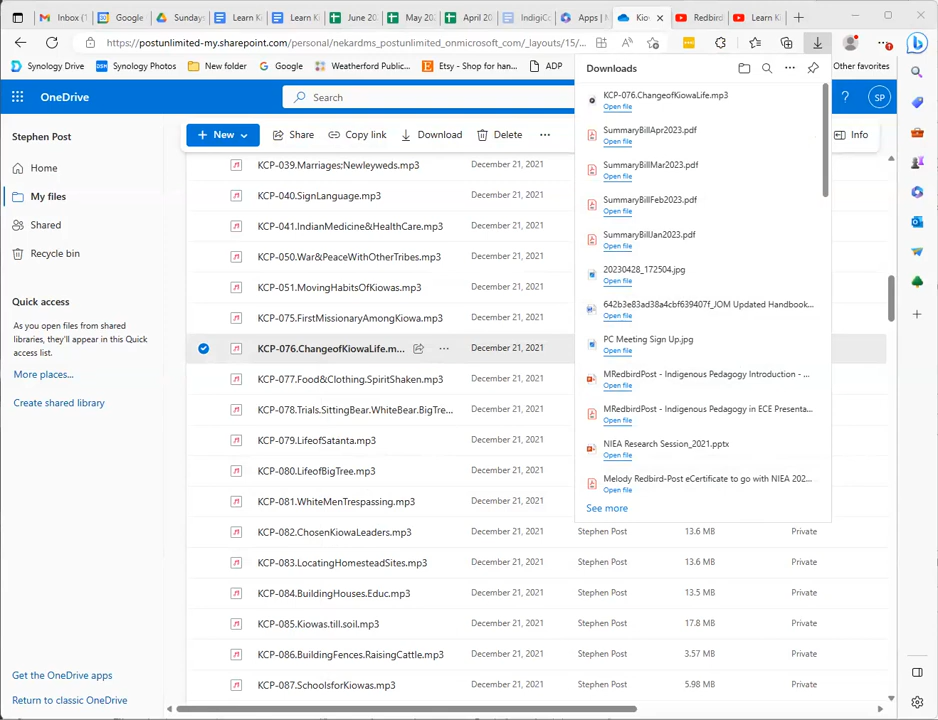 Inbox (
Google
Sunday
Learn Ki
Learn Ki
June 20
May 20
April 20
IndigiC
Apps | M
Kio
Redbird
Learn K
https://postunlimited-my.sharepoint.com/personal/nekardms_postunlimited_onmicrosoft_com/_layouts/15/...
Synology Drive
Synology Photos
New folder
Google
Weatherford Public...
Etsy - Shop for han...
ADP
Other favorites
OneDrive
Search
?
SP
Stephen Post
Home
My files
Shared
Recycle bin
Quick access
As you open files from shared
libraries, they'll appear in this Quick
access list.
More places...
Create shared library
Get the OneDrive apps
Return to classic OneDrive
+ New
Share
Copy link
Download
Delete
...
Info
KCP-039.Marriages:Newleyweds.mp3 December 21, 2021
KCP-040.SignLanguage.mp3 December 21, 2021
KCP-041.IndianMedicine&HealthCare.mp3 December 21, 2021
KCP-050.War&PeaceWithOtherTribes.mp3 December 21, 2021
KCP-051.MovingHabitsOfKiowas.mp3 December 21, 2021
KCP-075.FirstMissionaryAmongKiowa.mp3 December 21, 2021
KCP-076.ChangeofKiowaLife.m... December 21, 2021
KCP-077.Food&Clothing.SpiritShaken.mp3 December 21, 2021
KCP-078.Trials.SittingBear.WhiteBear.BigTre... December 21, 2021
KCP-079.LifeofSatanta.mp3 December 21, 2021
KCP-080.LifeofBigTree.mp3 December 21, 2021
KCP-081.WhiteMenTrespassing.mp3 December 21, 2021
KCP-082.ChosenKiowaLeaders.mp3 December 21, 2021 Stephen Post 13.6 MB Private
KCP-083.LocatingHomesteadSites.mp3 December 21, 2021 Stephen Post 13.6 MB Private
KCP-084.BuildingHouses.Educ.mp3 December 21, 2021 Stephen Post 13.5 MB Private
KCP-085.Kiowas.till.soil.mp3 December 21, 2021 Stephen Post 17.8 MB Private
KCP-086.BuildingFences.RaisingCattle.mp3 December 21, 2021 Stephen Post 3.57 MB Private
KCP-087.SchoolsforKiowas.mp3 December 21, 2021 Stephen Post 5.98 MB Private
Downloads
KCP-076.ChangeofKiowaLife.mp3
Open file
SummaryBillApr2023.pdf
Open file
SummaryBillMar2023.pdf
Open file
SummaryBillFeb2023.pdf
Open file
SummaryBillJan2023.pdf
Open file
20230428_172504.jpg
Open file
642b3e83ad38a4cbf639407f_JOM Updated Handbook...
Open file
PC Meeting Sign Up.jpg
Open file
MRedbirdPost - Indigenous Pedagogy Introduction - ...
Open file
MRedbirdPost - Indigenous Pedagogy in ECE Presenta...
Open file
NIEA Research Session_2021.pptx
Open file
Melody Redbird-Post eCertificate to go with NIEA 202...
Open file
See more